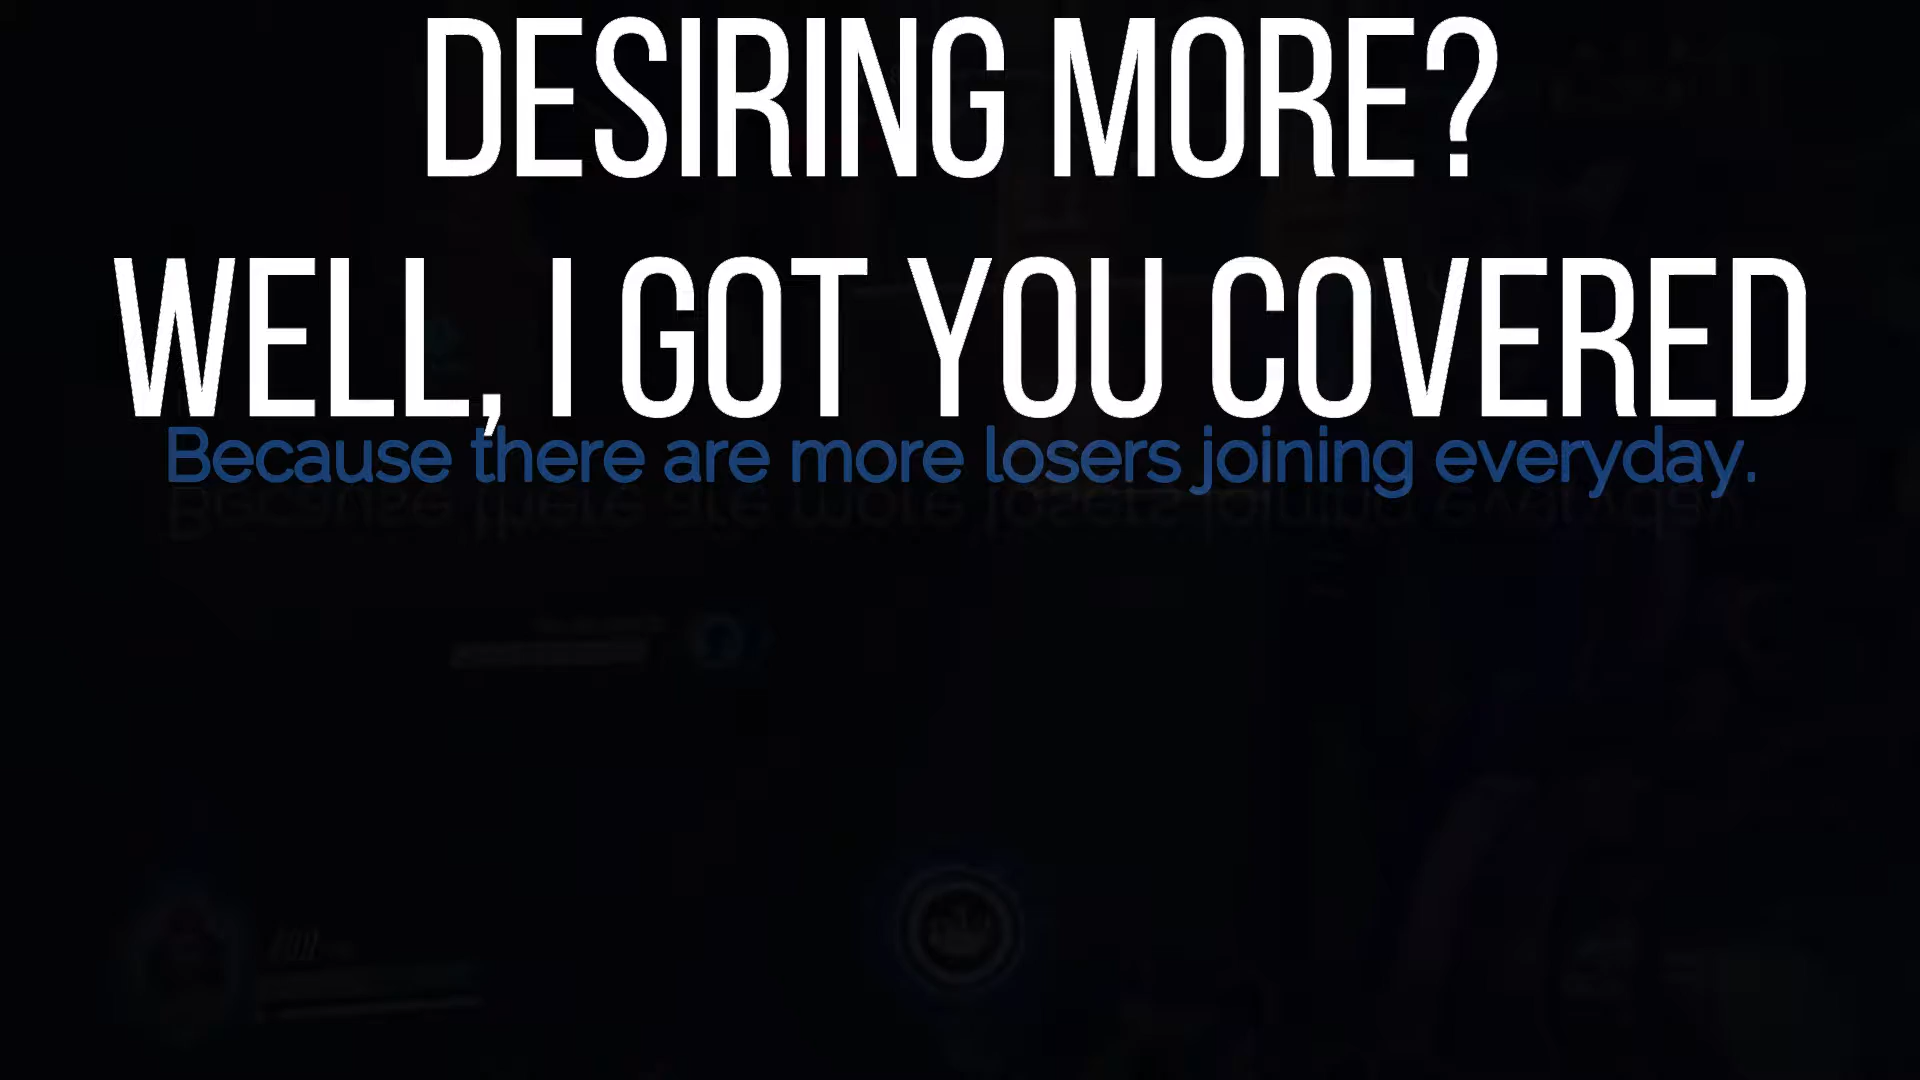 DESIRING MORE?
WELL, I GOT YOU COVERED
Because there are more losers joining everyday.